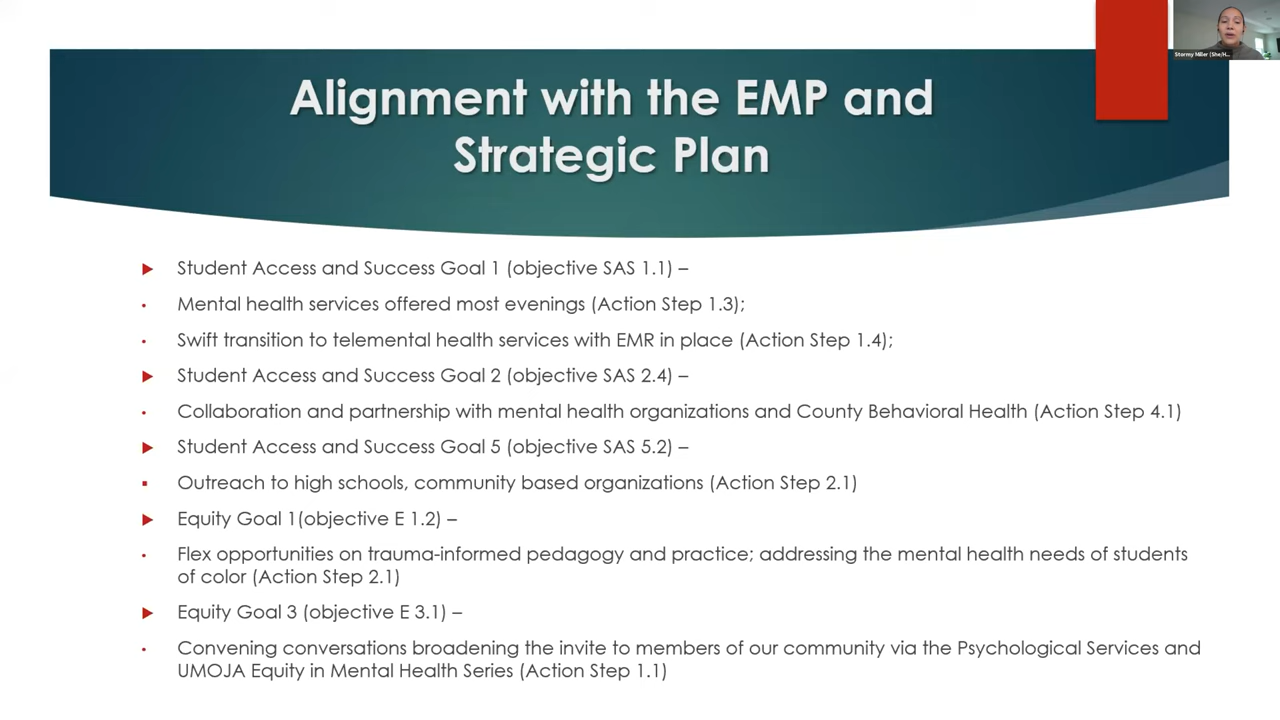 Stormy Miller (She/H...
Alignment with the EMP and
Strategic Plan
Student Access and Success Goal 1 (objective SAS 1.1) –
Mental health services offered most evenings (Action Step 1.3);
Swift transition to telemental health services with EMR in place (Action Step 1.4);
Student Access and Success Goal 2 (objective SAS 2.4) –
Collaboration and partnership with mental health organizations and County Behavioral Health (Action Step 4.1)
Student Access and Success Goal 5 (objective SAS 5.2) –
Outreach to high schools, community based organizations (Action Step 2.1)
Equity Goal 1(objective E 1.2) –
Flex opportunities on trauma-informed pedagogy and practice; addressing the mental health needs of students
of color (Action Step 2.1)
Equity Goal 3 (objective E 3.1) –
Convening conversations broadening the invite to members of our community via the Psychological Services and
UMOJA Equity in Mental Health Series (Action Step 1.1)